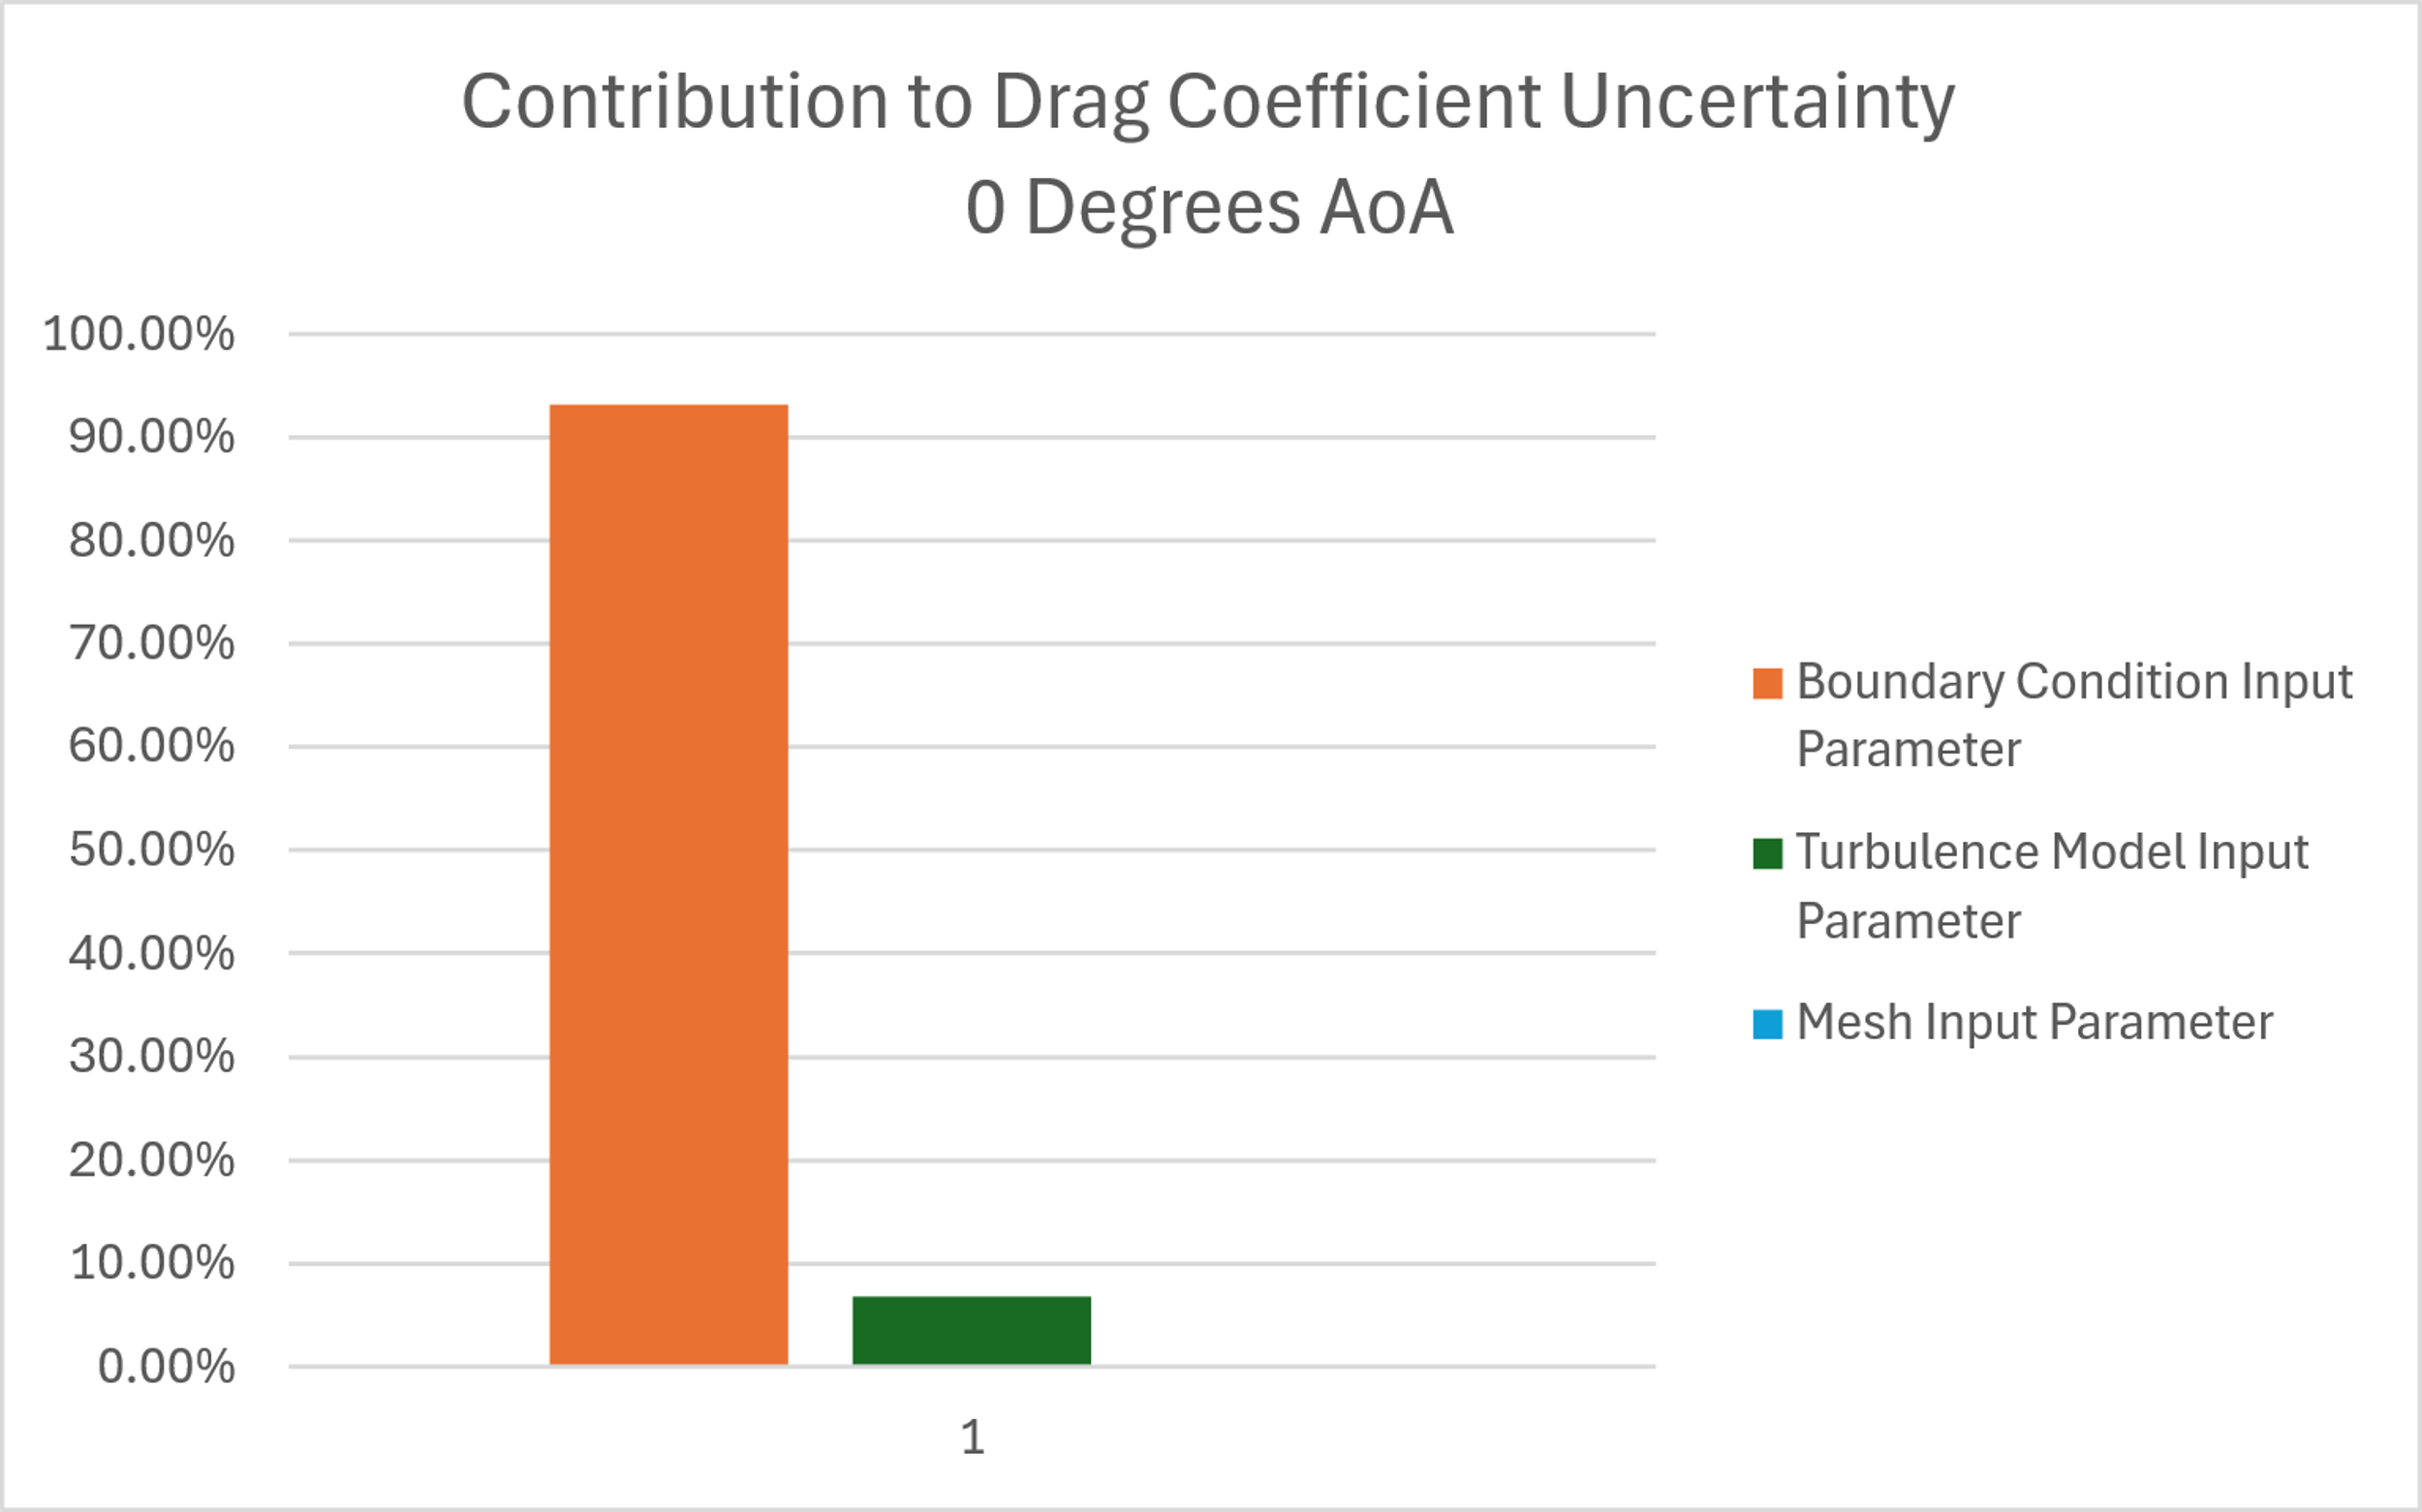 Contribution to Drag Coefficient Uncertainty
0 Degrees AoA
100.00%
90.00%
80.00%
70.00%
60.00%
50.00%
40.00%
30.00%
20.00%
10.00%
0.00%
1
Boundary Condition Input
Parameter
Turbulence Model Input
Parameter
Mesh Input Parameter